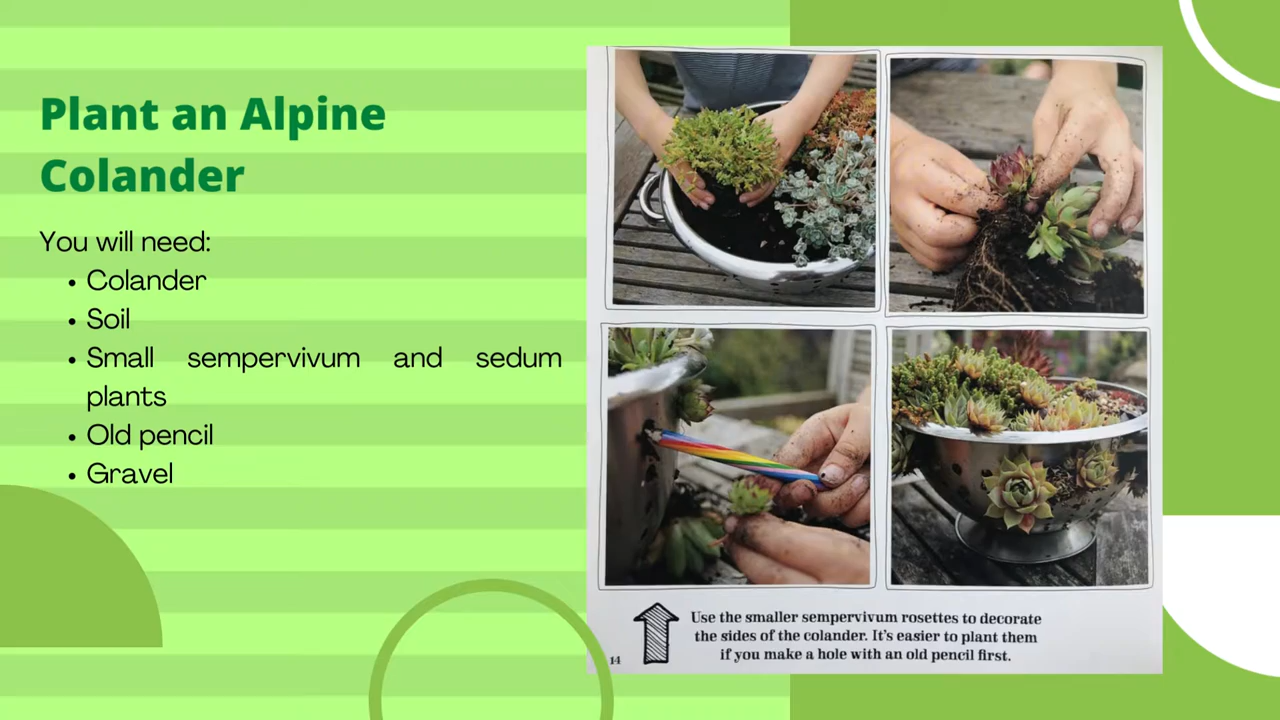 Plant an Alpine
Colander
You will need:
• Colander
• Soil
• Small sempervivum and sedum
plants
• Old pencil
• Gravel
Use the smaller sempervivum rosettes to decorate
the sides of the colander. It's easier to plant them
if you make a hole with an old pencil first.
14